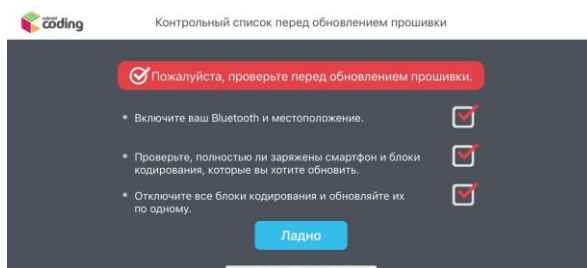 coding
Контрольный список перед обновлением прошивки
Пожалуйста, проверьте перед обновлением прошивки.
• Включите ваш Bluetooth и местоположение.
• Проверьте, полностью ли заряжены смартфон и блоки
кодирования, которые вы хотите обновить.
• Отключите все блоки кодирования и обновляйте их
по одному.
Ладно